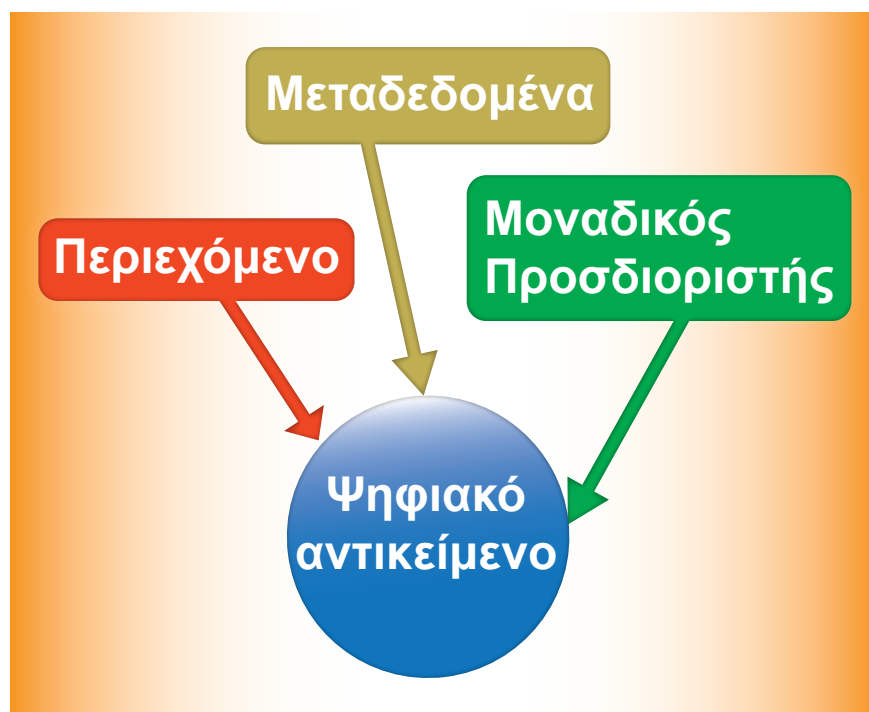 Μεταδεδομένα
Περιεχόμενο
Μοναδικός
Προσδιοριστής
Ψηφιακό
αντικείμενο